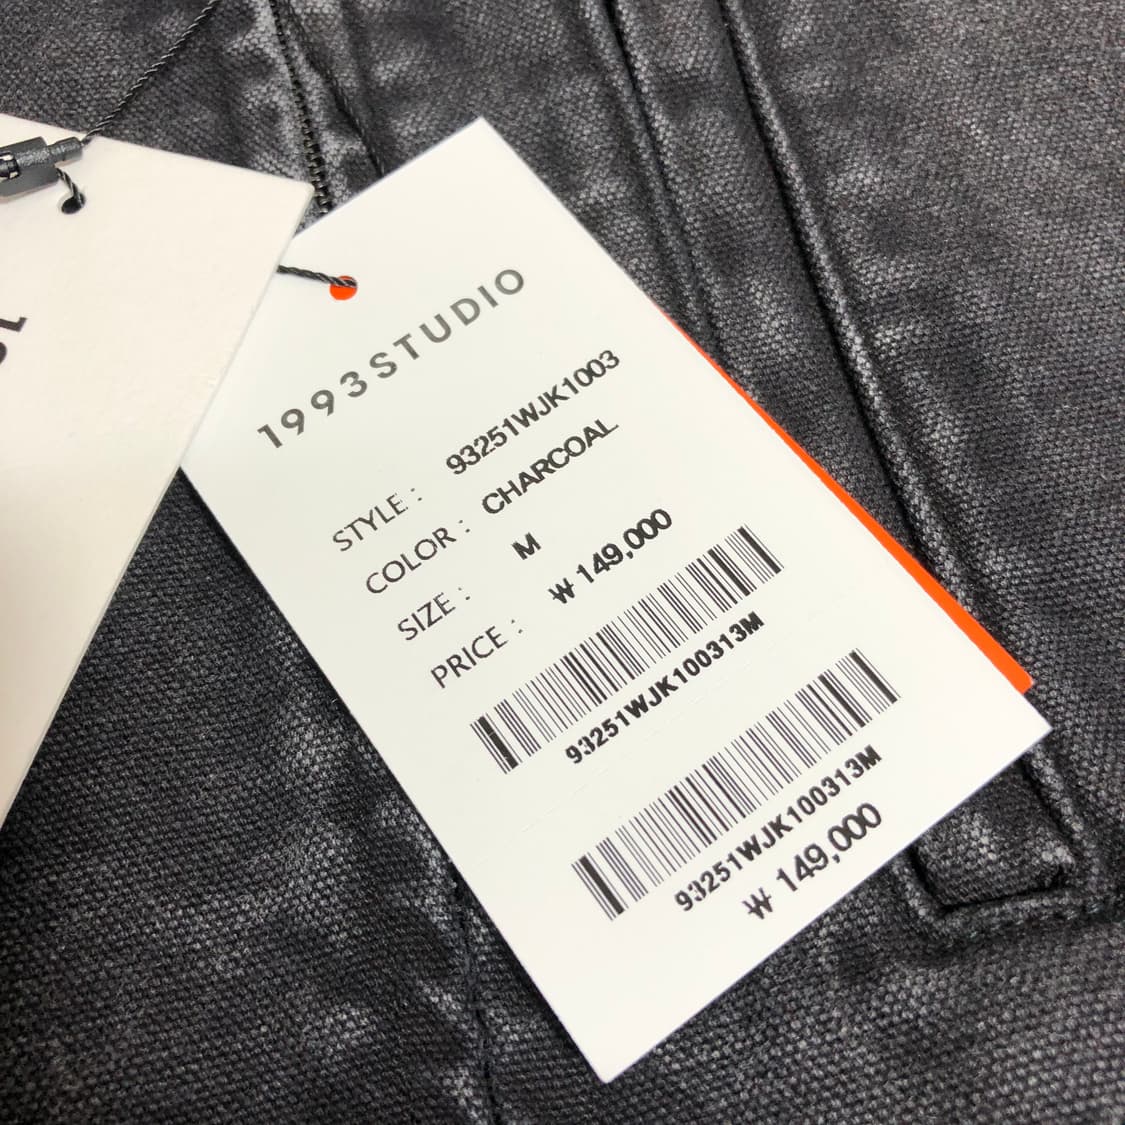 1993STUDIO
STYLE : 93251WJK1003
COLOR : CHARCOAL
SIZE : M
PRICE : ₩ 149,000
93251WJK100313M
93251WJK100313M
₩ 149,000